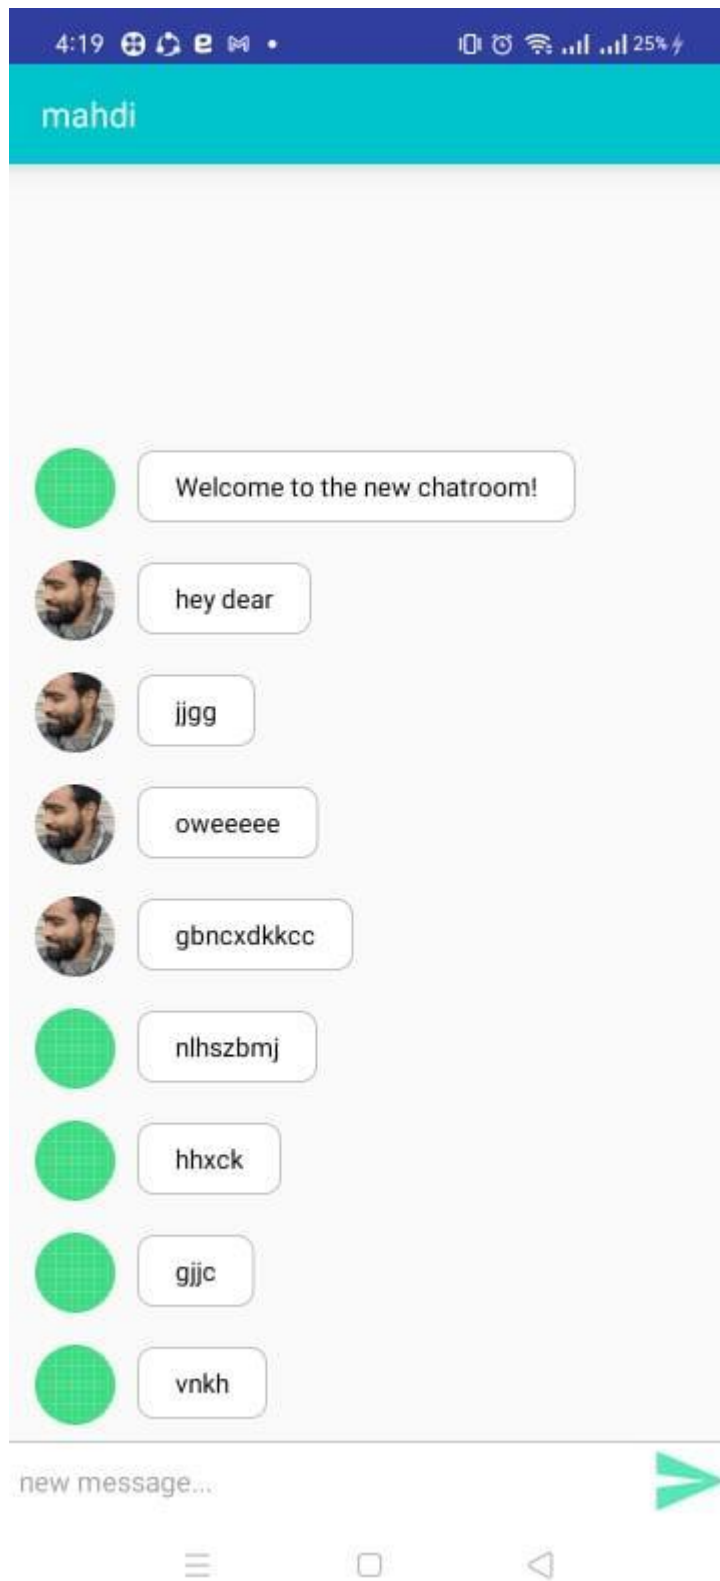 4:19
25%
mahdi
Welcome to the new chatroom!
hey dear
jjgg
oweeeee
gbncxdkkcc
nlhszbmj
hhxck
gjjc
vnkh
new message...